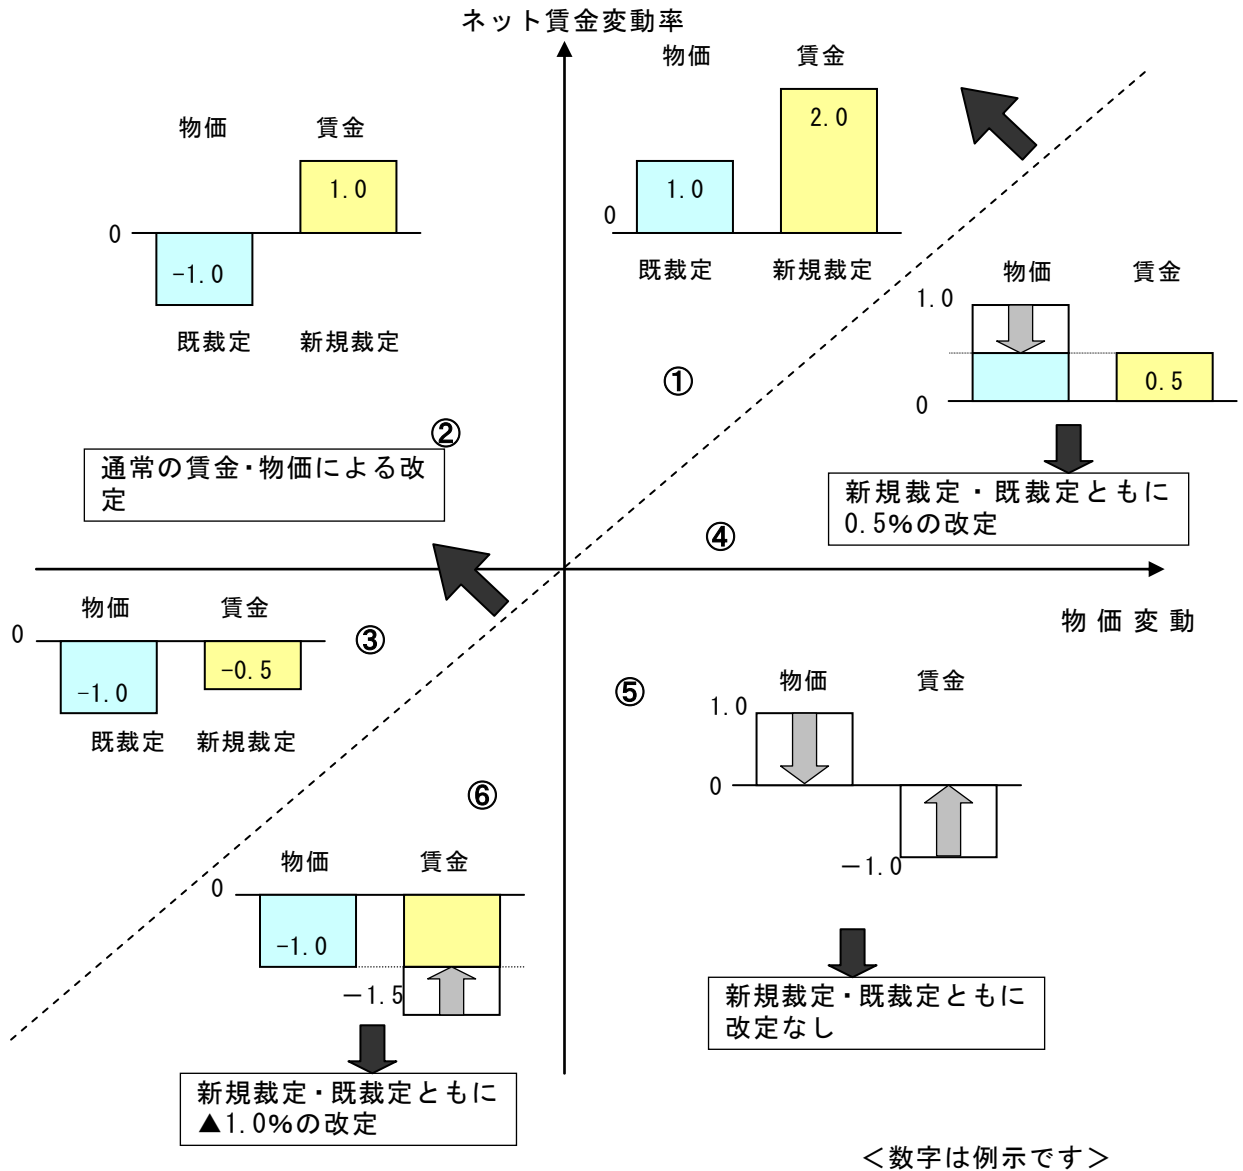 ネット賃金変動率
物価 賃金
2.0
1.0
0
既裁定 新規裁定
物価 賃金
1.0
0
-1.0
既裁定 新規裁定
①
物価 賃金
1.0
0.5
0
新規裁定・既裁定ともに
0.5%の改定
②
通常の賃金・物価による改
定
④
物価変動
物価 賃金
0
-1.0
-0.5
既裁定 新規裁定
③
⑤
物価 賃金
1.0
0
-1.0
新規裁定・既裁定ともに
改定なし
⑥
物価 賃金
0
-1.0
-1.5
新規裁定・既裁定ともに
▲1.0%の改定
<数字は例示です>